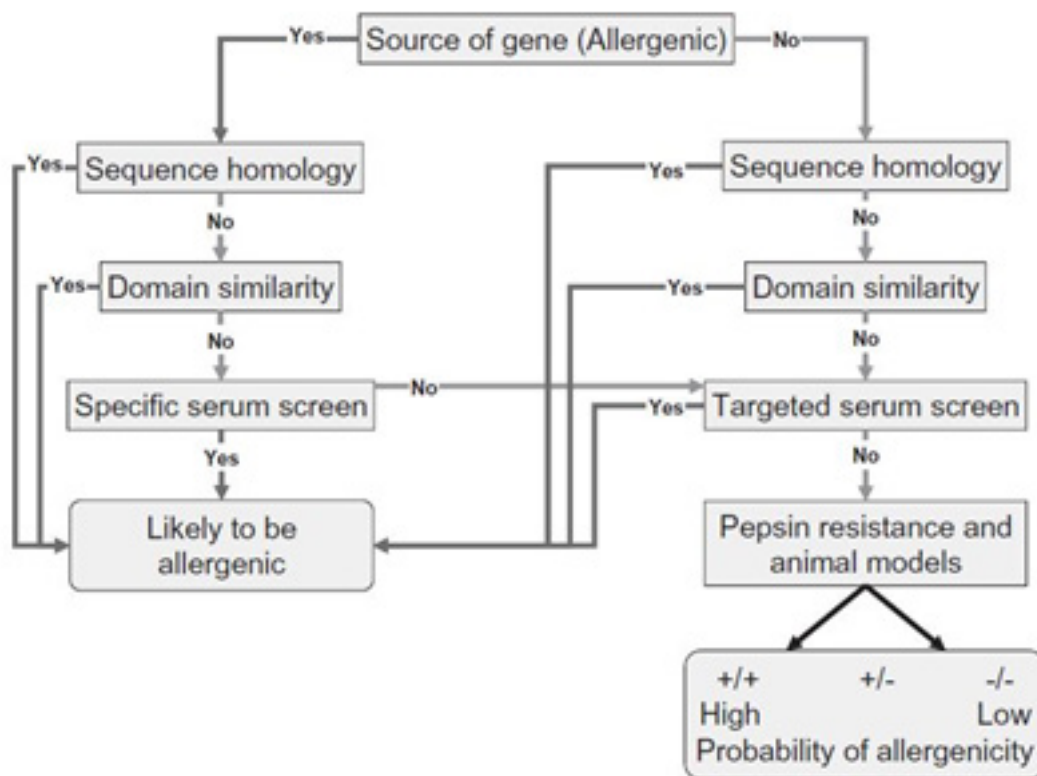 Source of gene (Allergenic)
Yes
No
Yes
Sequence homology
Yes
Sequence homology
No
No
Yes
Domain similarity
Yes
Domain similarity
No
No
Specific serum screen
No
Yes
Targeted serum screen
Yes
No
Likely to be
allergenic
Pepsin resistance and
animal models
+/+ +/- -/-
High Low
Probability of allergenicity